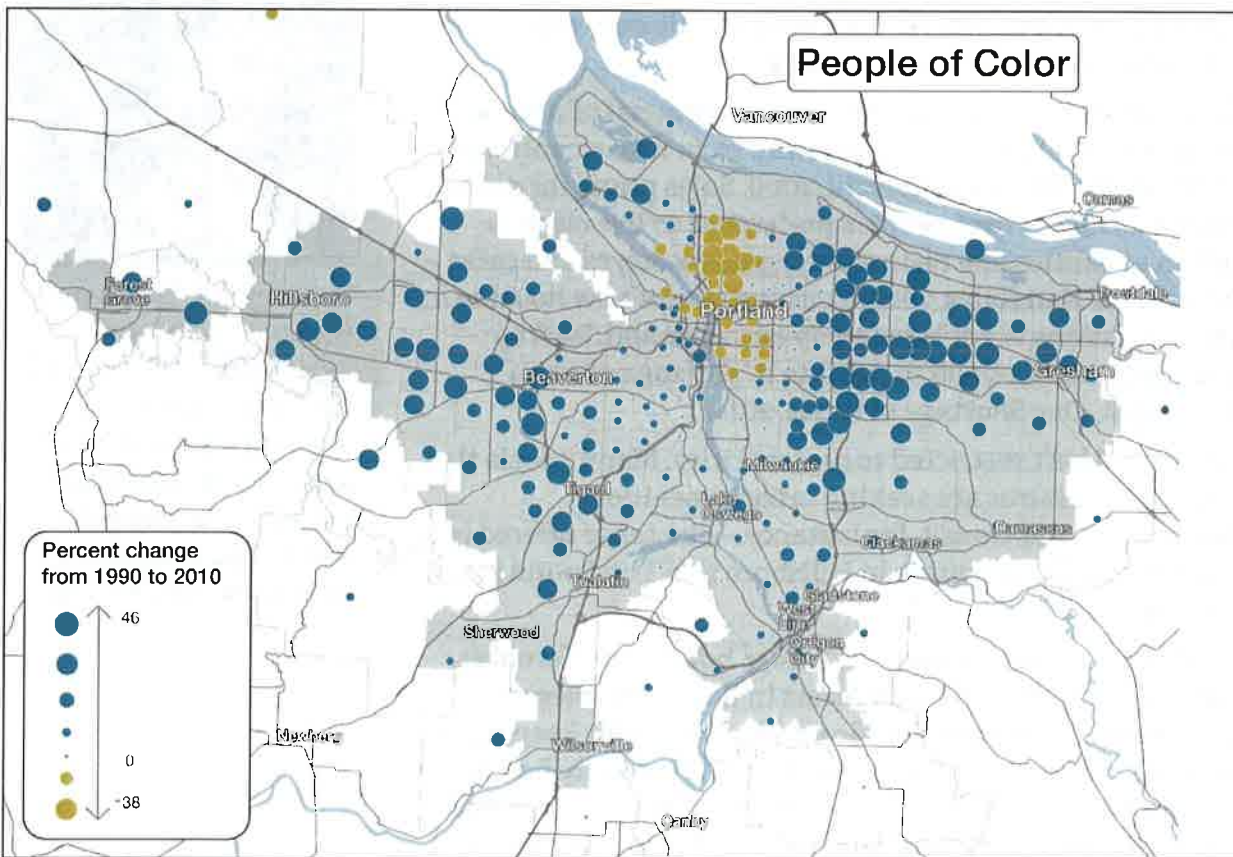 People of Color
Vancouver
Camas
Forest
Grove
Hillsboro
Troutdale
Portland
Beaverton
Gresham
Milwaukie
Tigard
Lake
Oswego
Damascus
Clackamas
Percent change
from 1990 to 2010
46
0
-38
Tualatin
Gladstone
West
Linn
Sherwood
Oregon
City
Newberg
Wilsonville
Canby